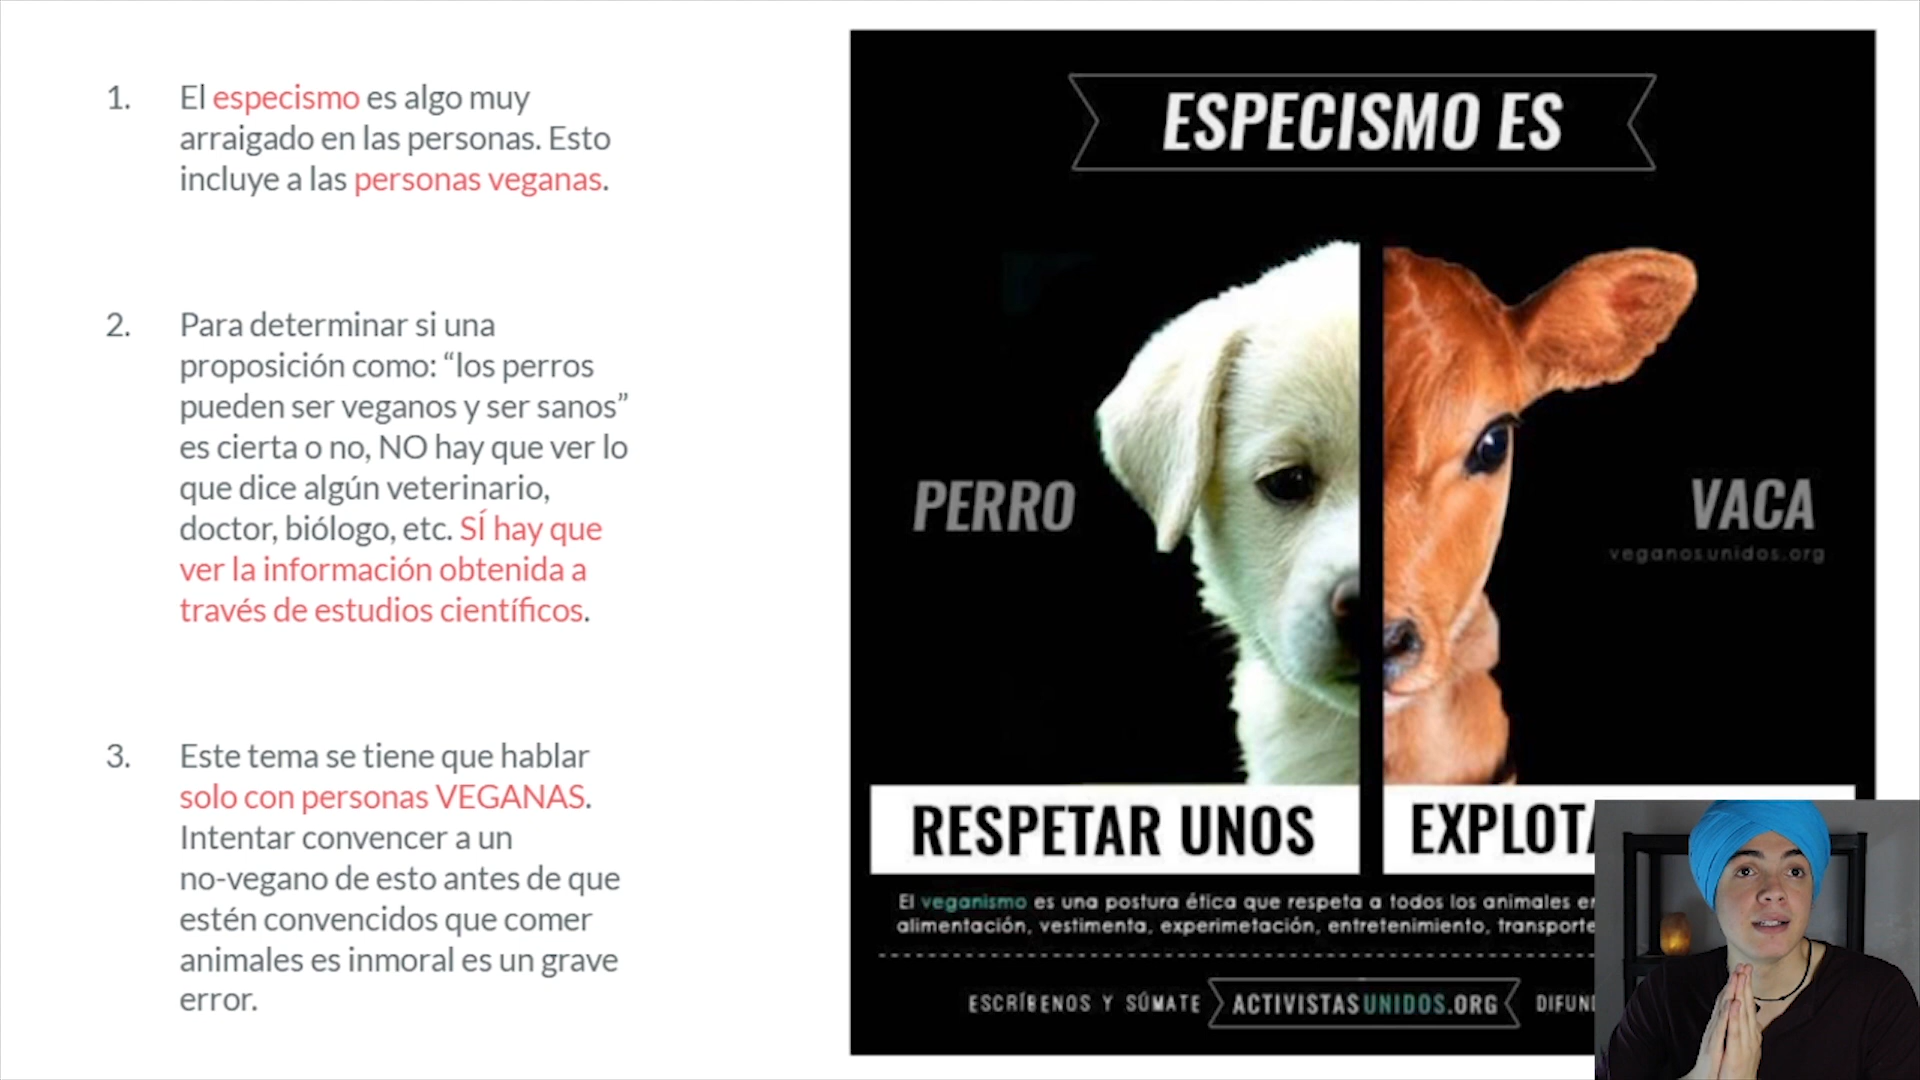 1. El especismo es algo muy
arraigado en las personas. Esto
incluye a las personas veganas.
2. Para determinar si una
proposición como: “los perros
pueden ser veganos y ser sanos”
es cierta o no, NO hay que ver lo
que dice algún veterinario,
doctor, biólogo, etc. SÍ hay que
ver la información obtenida a
través de estudios científicos.
3. Este tema se tiene que hablar
solo con personas VEGANAS.
Intentar convencer a un
no-vegano de esto antes de que
estén convencidos que comer
animales es inmoral es un grave
error.
ESPECISMO ES
PERRO
VACA
veganosunidos.org
RESPETAR UNOS
EXPLOTA
El veganismo es una postura ética que respeta a todos los animales en
alimentación, vestimenta, experimetación, entretenimiento, transporte
ESCRÍBENOS Y SÚMATE ACTIVISTASUNIDOS.ORG DIFUN